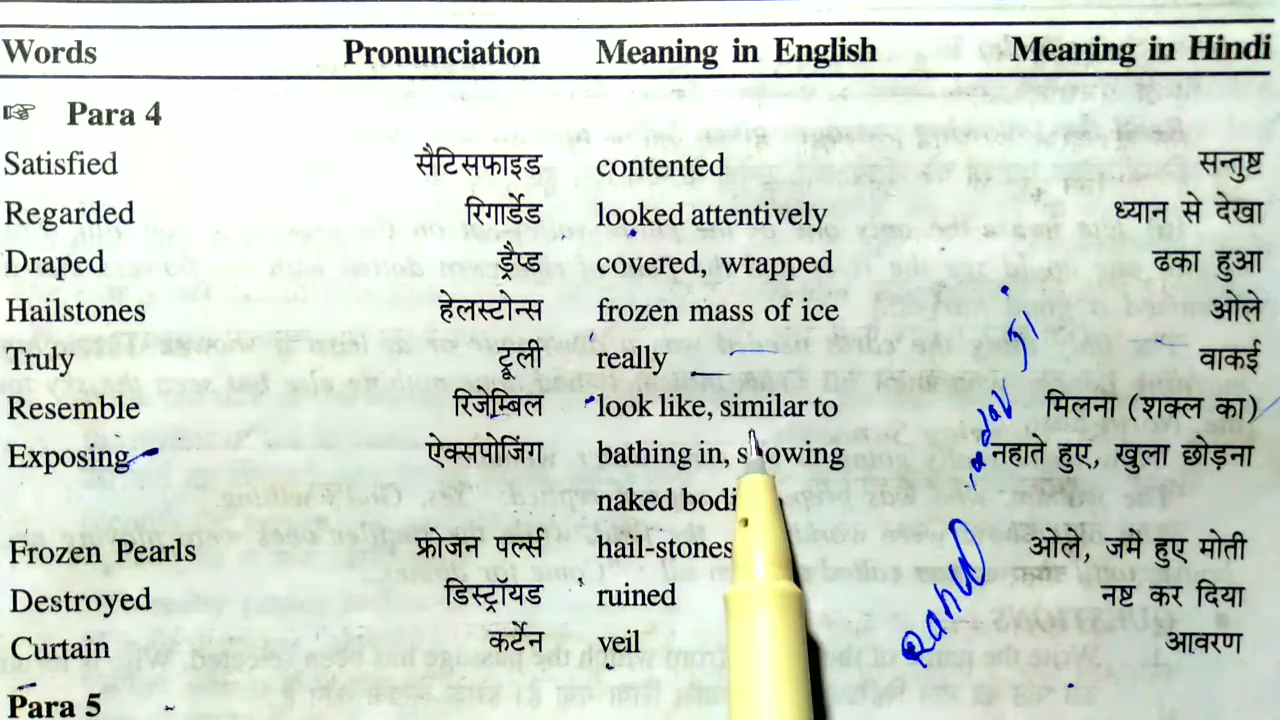 Words Pronunciation Meaning in English Meaning in Hindi
☞ Para 4
Satisfied सैटिसफाइड contented सन्तुष्ट
Regarded रिगार्डेड looked attentively ध्यान से देखा
Draped ड्रैप्ड covered, wrapped ढका हुआ
Hailstones हेलस्टोन्स frozen mass of ice ओले
Truly ट्रूली really वाकई
Resemble रिजेम्बिल look like, similar to मिलना (शक्ल का)
Exposing ऐक्सपोजिंग bathing in, showing नहाते हुए, खुला छोड़ना
naked
Frozen Pearls फ्रोजन पर्ल्स hail-stones ओले, जमे हुए मोती
Destroyed डिस्ट्रॉयड ruined नष्ट कर दिया
Curtain कर्टेन veil आवरण
Para 5
Rahul yadav ji